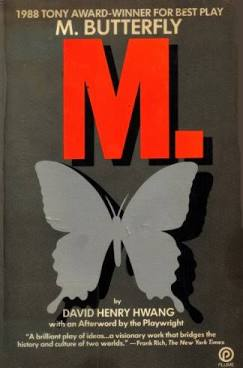 1988 TONY AWARD-WINNER FOR BEST PLAY
M. BUTTERFLY
M.
by
DAVID HENRY HWANG
with an Afterword by the Playwright
"A brilliant play of ideas...a visionary work that bridges the
history and culture of two worlds." —Frank Rich, The New York Times
PLUME